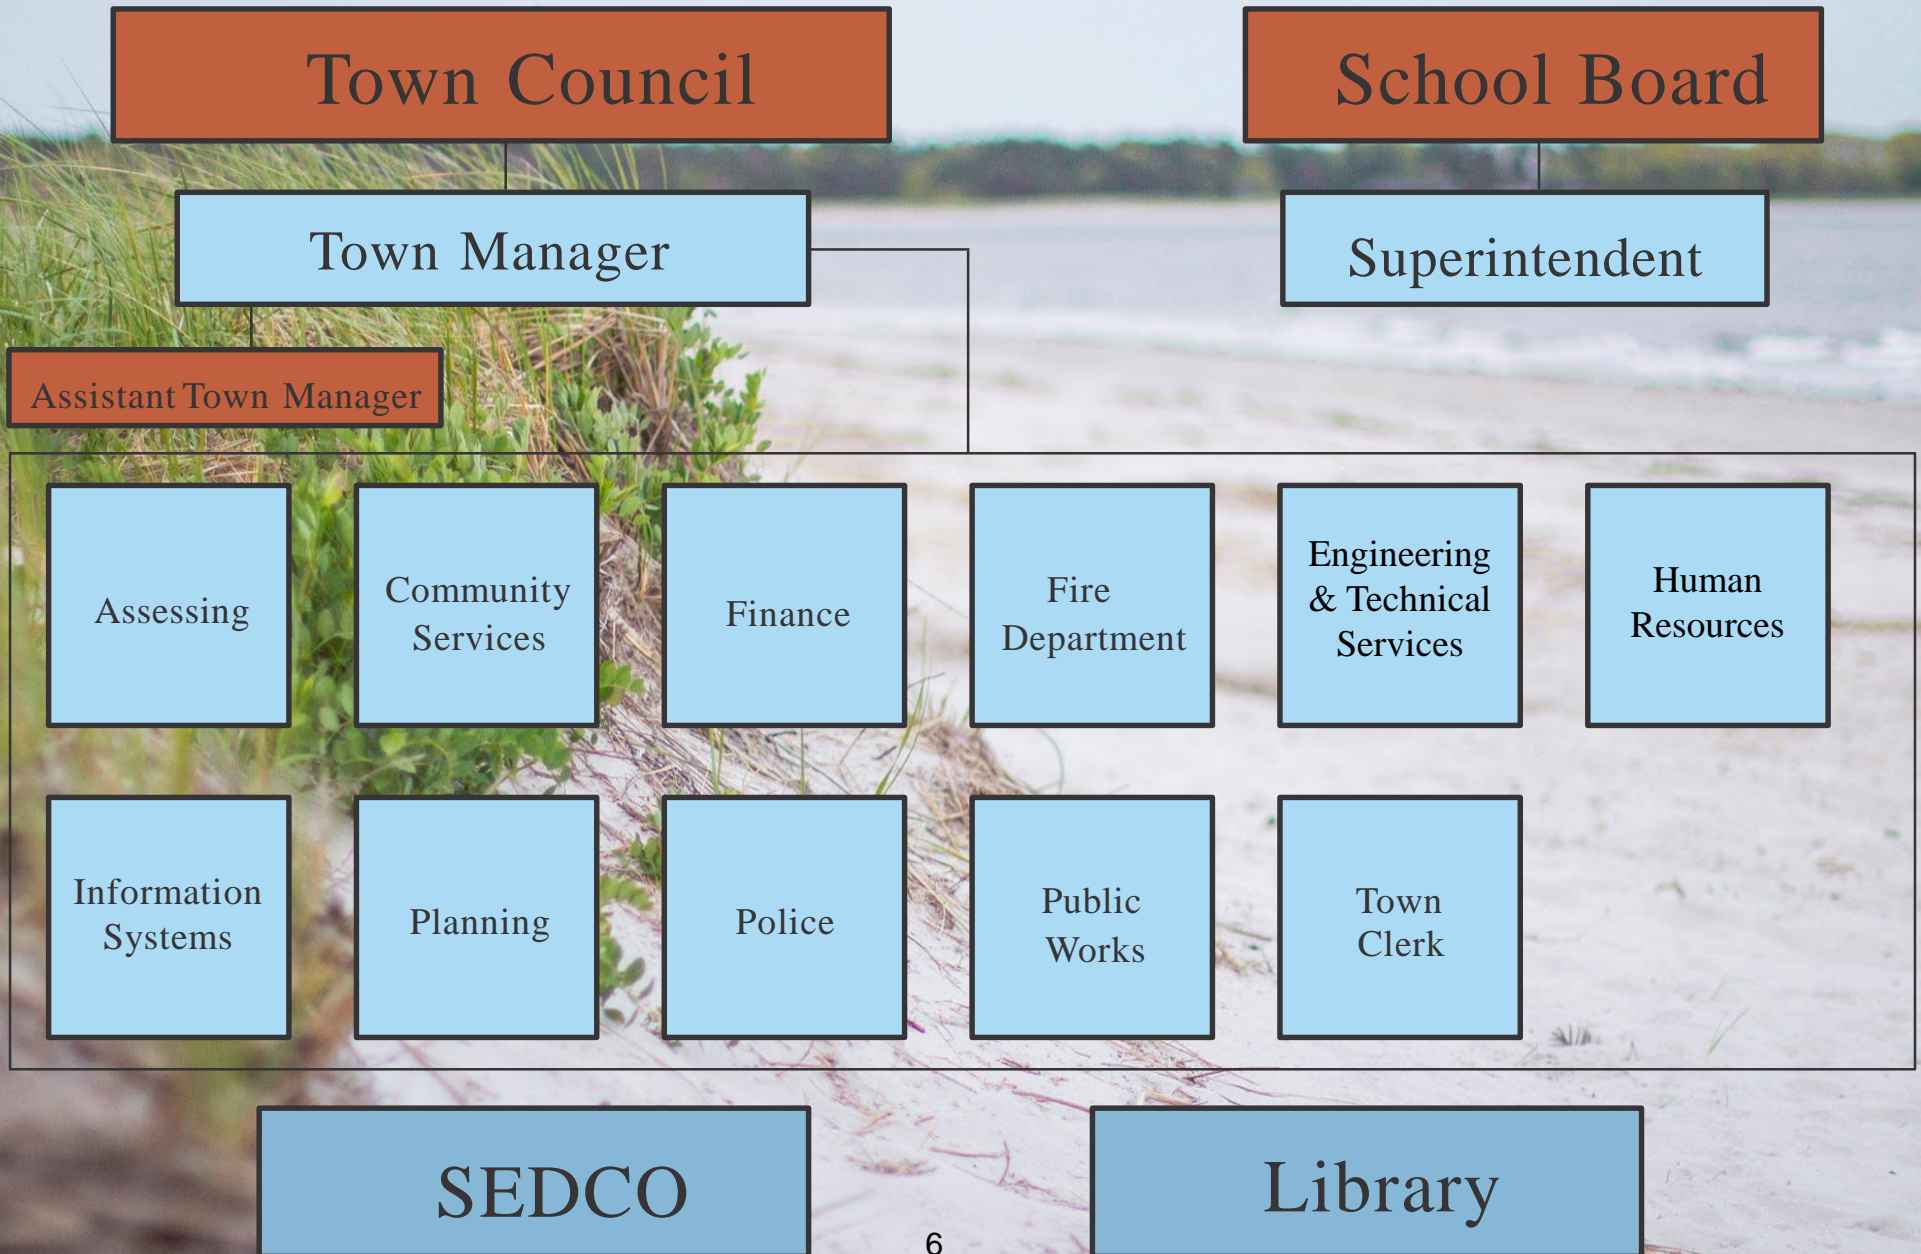 Town Council
School Board
Town Manager
Superintendent
Assistant Town Manager
Assessing
Community
Services
Finance
Fire
Department
Engineering
& Technical
Services
Human
Resources
Information
Systems
Planning
Police
Public
Works
Town
Clerk
SEDCO
Library
6